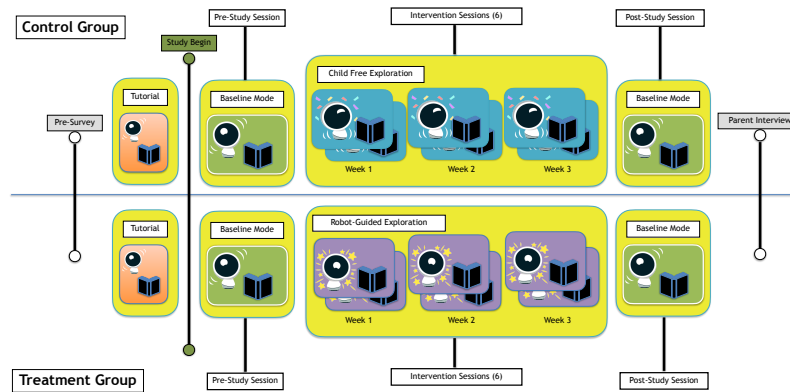 Control Group
Pre-Study Session
Intervention Sessions (6)
Post-Study Session
Study Begin
Child Free Exploration
Tutorial
Baseline Mode
Baseline Mode
Pre-Survey
Parent Interview
Week 1
Week 2
Week 3
Tutorial
Baseline Mode
Robot-Guided Exploration
Baseline Mode
Week 1
Week 2
Week 3
Treatment Group
Pre-Study Session
Intervention Sessions (6)
Post-Study Session